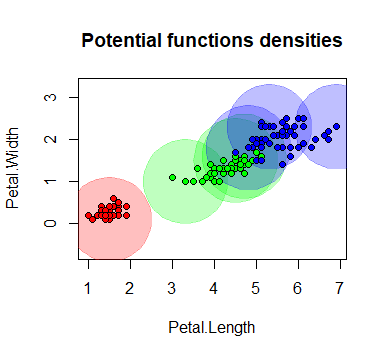 Potential functions densities
Petal.Width
3
2
1
0
1 2 3 4 5 6 7
Petal.Length